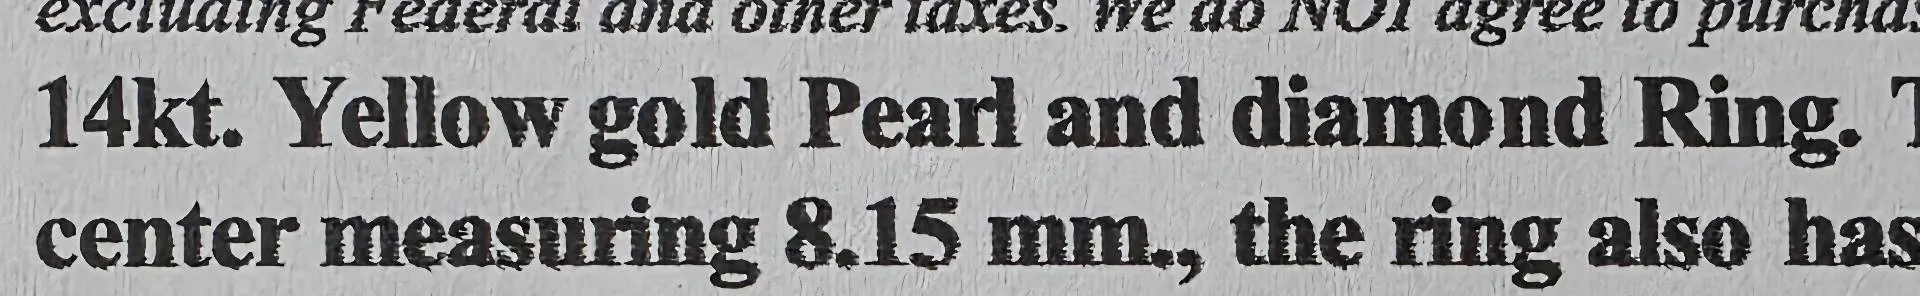 excluding Federal and other taxes. We do NOT agree to
14kt. Yellow gold Pearl and diamond Ring.
center measuring 8.15 mm., the ring also has